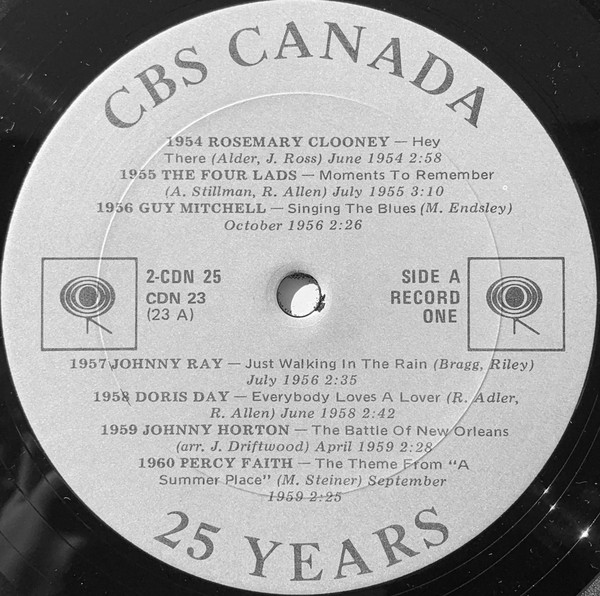 CBS CANADA
1954 ROSEMARY CLOONEY — Hey
There (Alder, J. Ross) June 1954 2:58
1955 THE FOUR LADS — Moments To Remember
(A. Stillman, R. Allen) July 1955 3:10
1956 GUY MITCHELL — Singing The Blues (M. Endsley)
October 1956 2:26
2-CDN 25
CDN 23
(23 A)
SIDE A
RECORD
ONE
1957 JOHNNY RAY — Just Walking In The Rain (Bragg, Riley)
July 1956 2:35
1958 DORIS DAY — Everybody Loves A Lover (R. Adler,
R. Allen) June 1958 2:42
1959 JOHNNY HORTON — The Battle Of New Orleans
(arr. J. Driftwood) April 1959 2:28
1960 PERCY FAITH — The Theme From "A
Summer Place" (M. Steiner) September
1959 2:25
25 YEARS